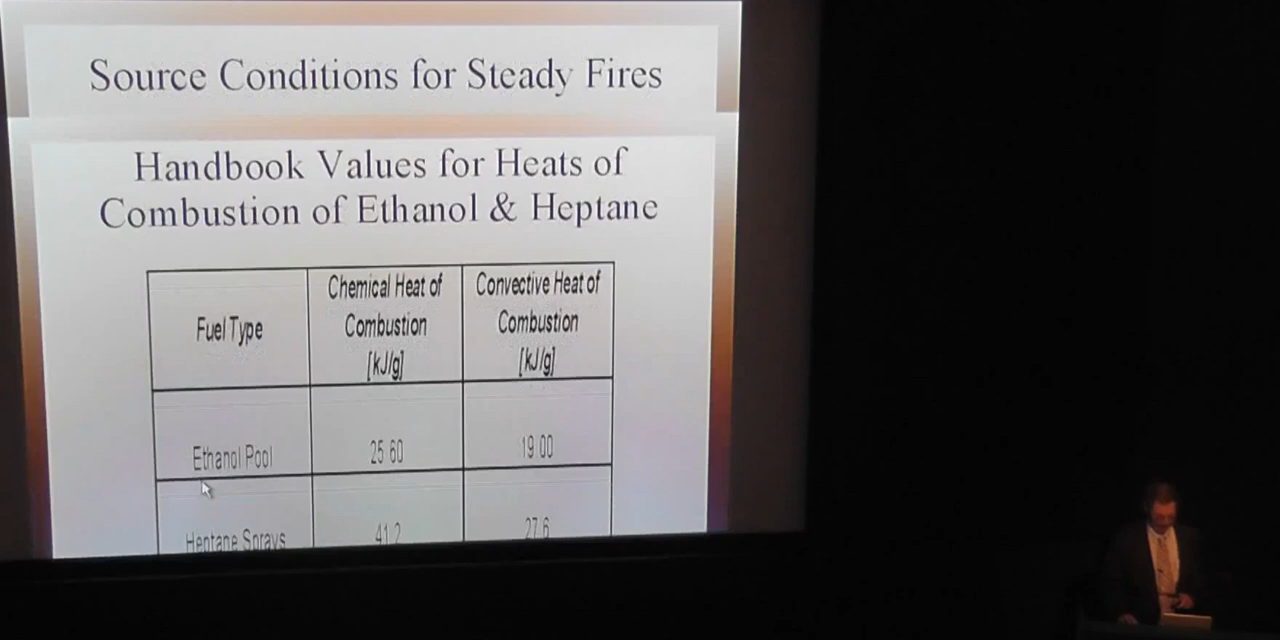 Source Conditions for Steady Fires
Handbook Values for Heats of
Combustion of Ethanol & Heptane
Fuel Type
Chemical Heat of
Combustion
[kJ/g]
Convective Heat of
Combustion
[kJ/g]
Ethanol Pool
25.60
19.00
Heptane Sprays
41.2
27.6